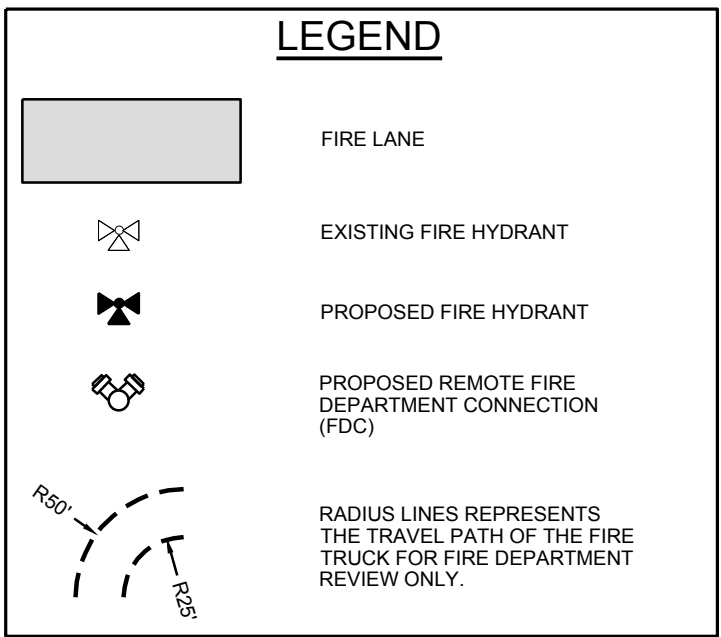 LEGEND
FIRE LANE
EXISTING FIRE HYDRANT
PROPOSED FIRE HYDRANT
PROPOSED REMOTE FIRE
DEPARTMENT CONNECTION
(FDC)
R50'
R25'
RADIUS LINES REPRESENTS
THE TRAVEL PATH OF THE FIRE
TRUCK FOR FIRE DEPARTMENT
REVIEW ONLY.